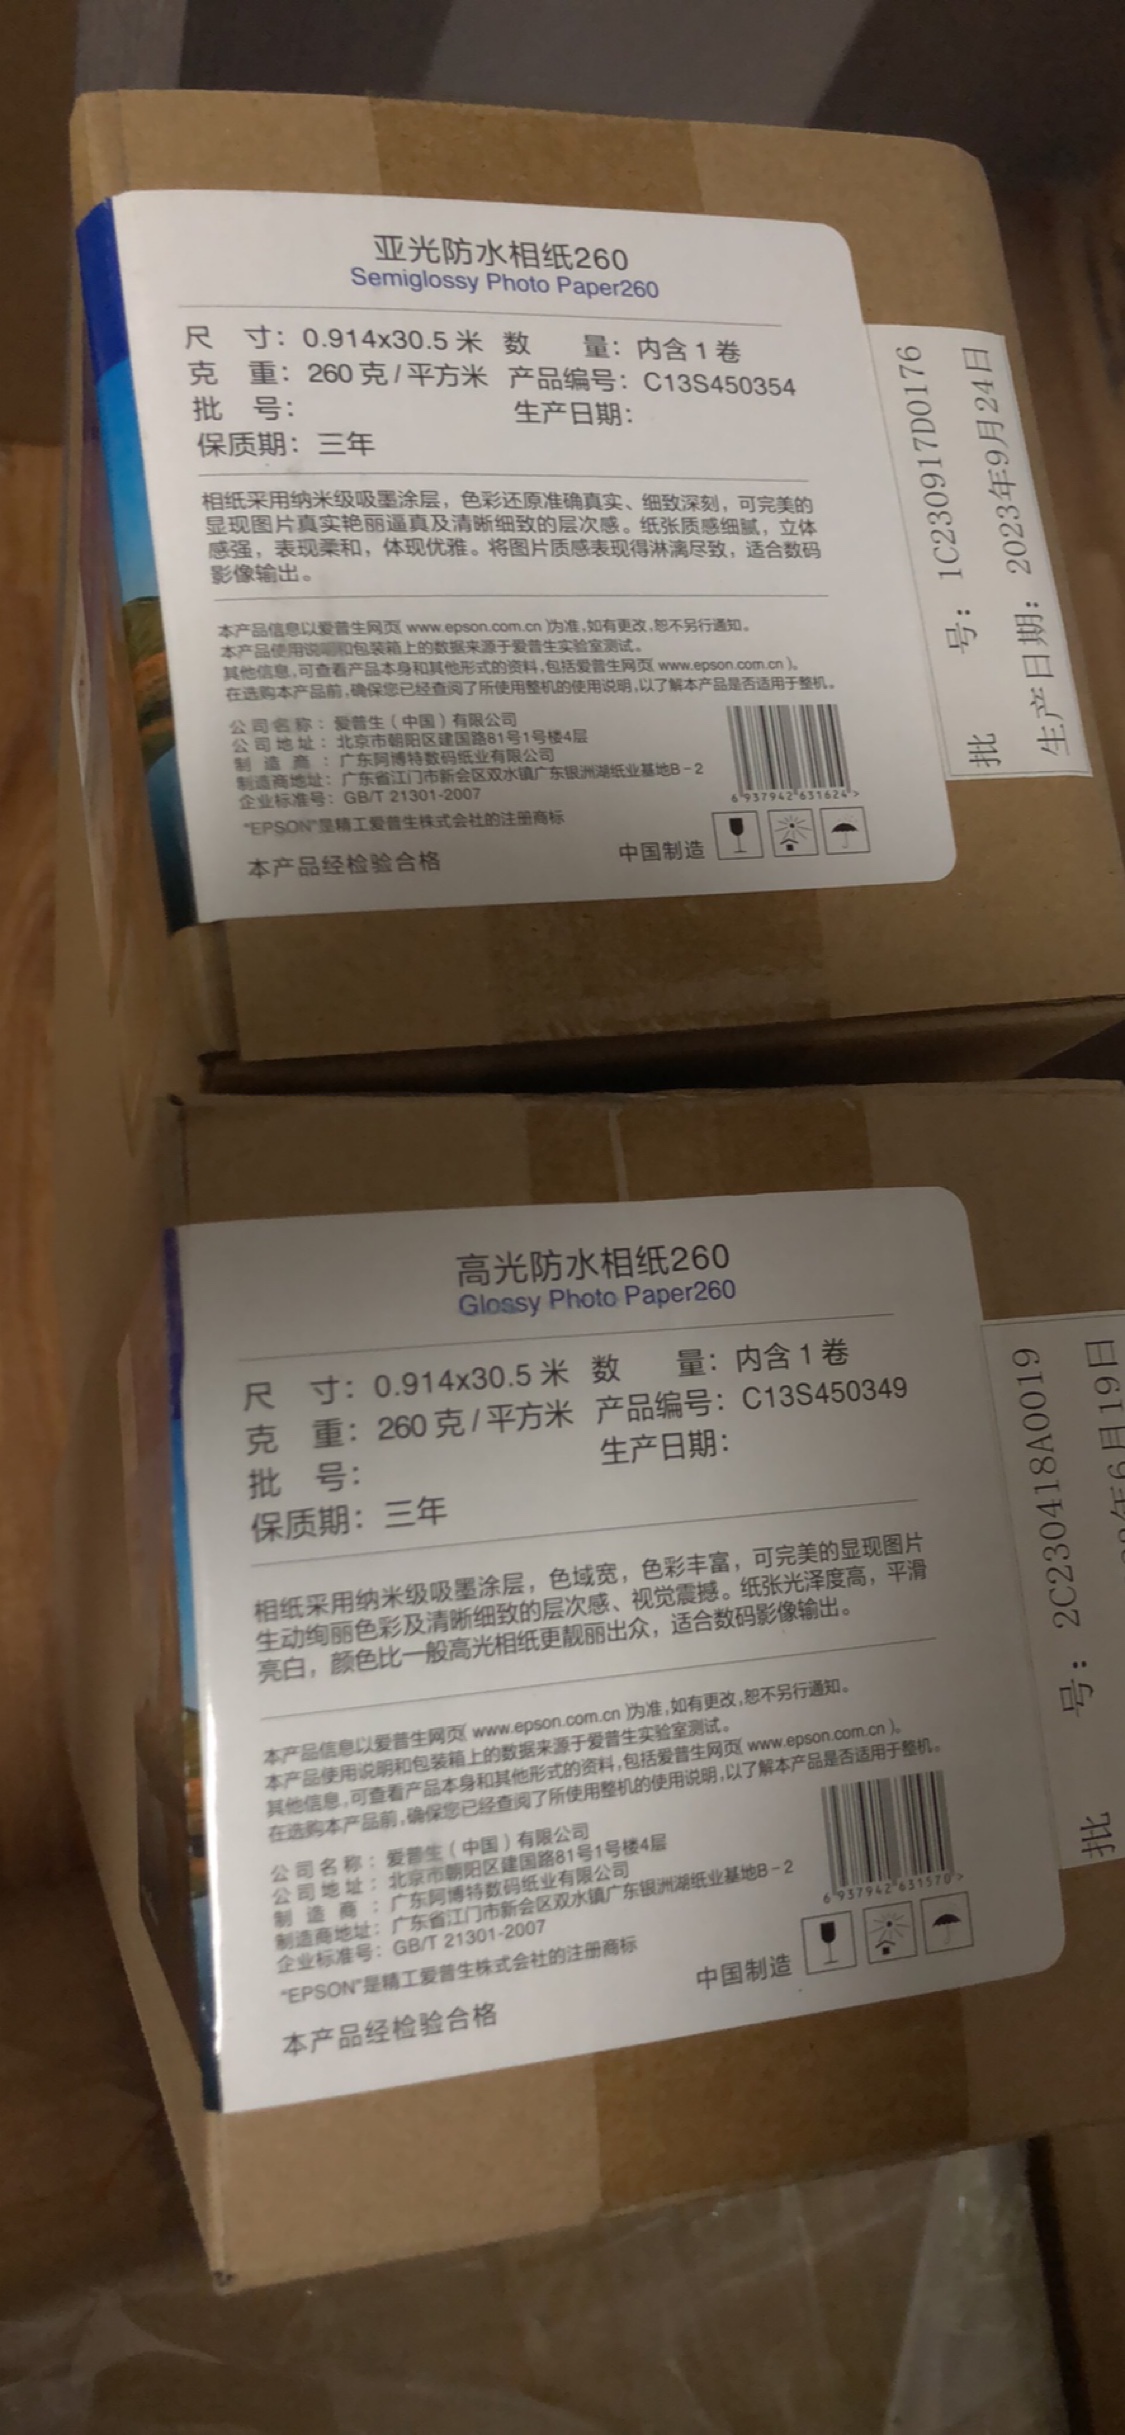 亚光防水相纸260
Semiglossy Photo Paper260
尺 寸：0.914x30.5 米 数 量：内含 1 卷
克 重：260 克 / 平方米 产品编号：C13S450354
批 号： 生产日期：
保质期：三年
相纸采用纳米级吸墨涂层，色彩还原准确真实、细致深刻，可完美的
显现图片真实艳丽逼真及清晰细致的层次感。纸张质感细腻，立体
感强，表现柔和，体现优雅。将图片质感表现得淋漓尽致，适合数码
影像输出。
本产品信息以爱普生网页( www.epson.com.cn )为准,如有更改,恕不另行通知。
本产品使用说明和包装箱上的数据来源于爱普生实验室测试。
其他信息,可查看产品本身和其他形式的资料,包括爱普生网页( www.epson.com.cn )。
在选购本产品前,确保您已经查阅了所使用整机的使用说明,以了解本产品是否适用于整机。
公司名称：爱普生（中国）有限公司
公司地址：北京市朝阳区建国路81号1号楼4层
制造商：广东阿博特数码纸业有限公司
制造商地址：广东省江门市新会区双水镇广东银洲湖纸业基地B-2
企业标准号：GB/T 21301-2007
"EPSON"是精工爱普生株式会社的注册商标
本产品经检验合格
中国制造
6 937942 631624 >
批 号：1C230917D0176
生产日期：2023年9月24日
高光防水相纸260
Glossy Photo Paper260
尺 寸：0.914x30.5 米 数 量：内含 1 卷
克 重：260 克 / 平方米 产品编号：C13S450349
批 号： 生产日期：
保质期：三年
相纸采用纳米级吸墨涂层，色域宽，色彩丰富，可完美的显现图片
生动绚丽色彩及清晰细致的层次感、视觉震撼。纸张光泽度高，平滑
亮白，颜色比一般高光相纸更靓丽出众，适合数码影像输出。
本产品信息以爱普生网页( www.epson.com.cn )为准,如有更改,恕不另行通知。
本产品使用说明和包装箱上的数据来源于爱普生实验室测试。
其他信息,可查看产品本身和其他形式的资料,包括爱普生网页( www.epson.com.cn )。
在选购本产品前,确保您已经查阅了所使用整机的使用说明,以了解本产品是否适用于整机。
公司名称：爱普生（中国）有限公司
公司地址：北京市朝阳区建国路81号1号楼4层
制造商：广东阿博特数码纸业有限公司
制造商地址：广东省江门市新会区双水镇广东银洲湖纸业基地B-2
企业标准号：GB/T 21301-2007
"EPSON"是精工爱普生株式会社的注册商标
本产品经检验合格
中国制造
6 937942 631570 >
批 号：2C230418A0019
年6月19日